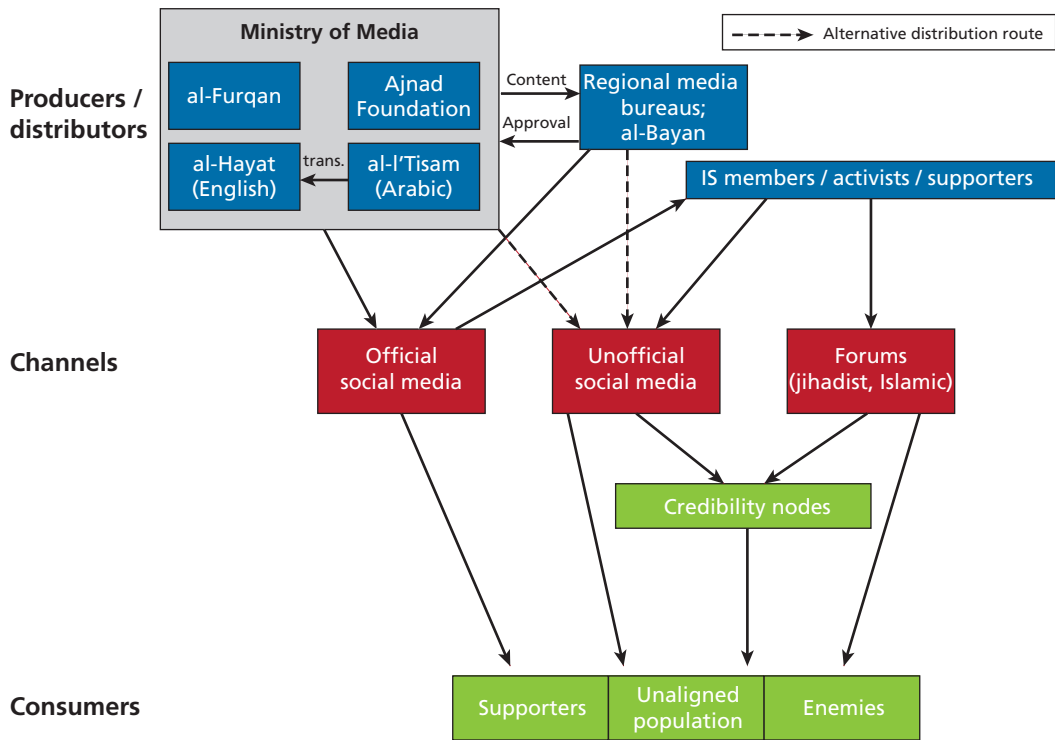 Ministry of Media
Alternative distribution route
Producers /
distributors
al-Furqan
Ajnad
Foundation
Content
Regional media
bureaus;
al-Bayan
Approval
al-Hayat
(English)
trans.
al-l'Tisam
(Arabic)
IS members / activists / supporters
Channels
Official
social media
Unofficial
social media
Forums
(jihadist, Islamic)
Credibility nodes
Consumers
Supporters
Unaligned
population
Enemies